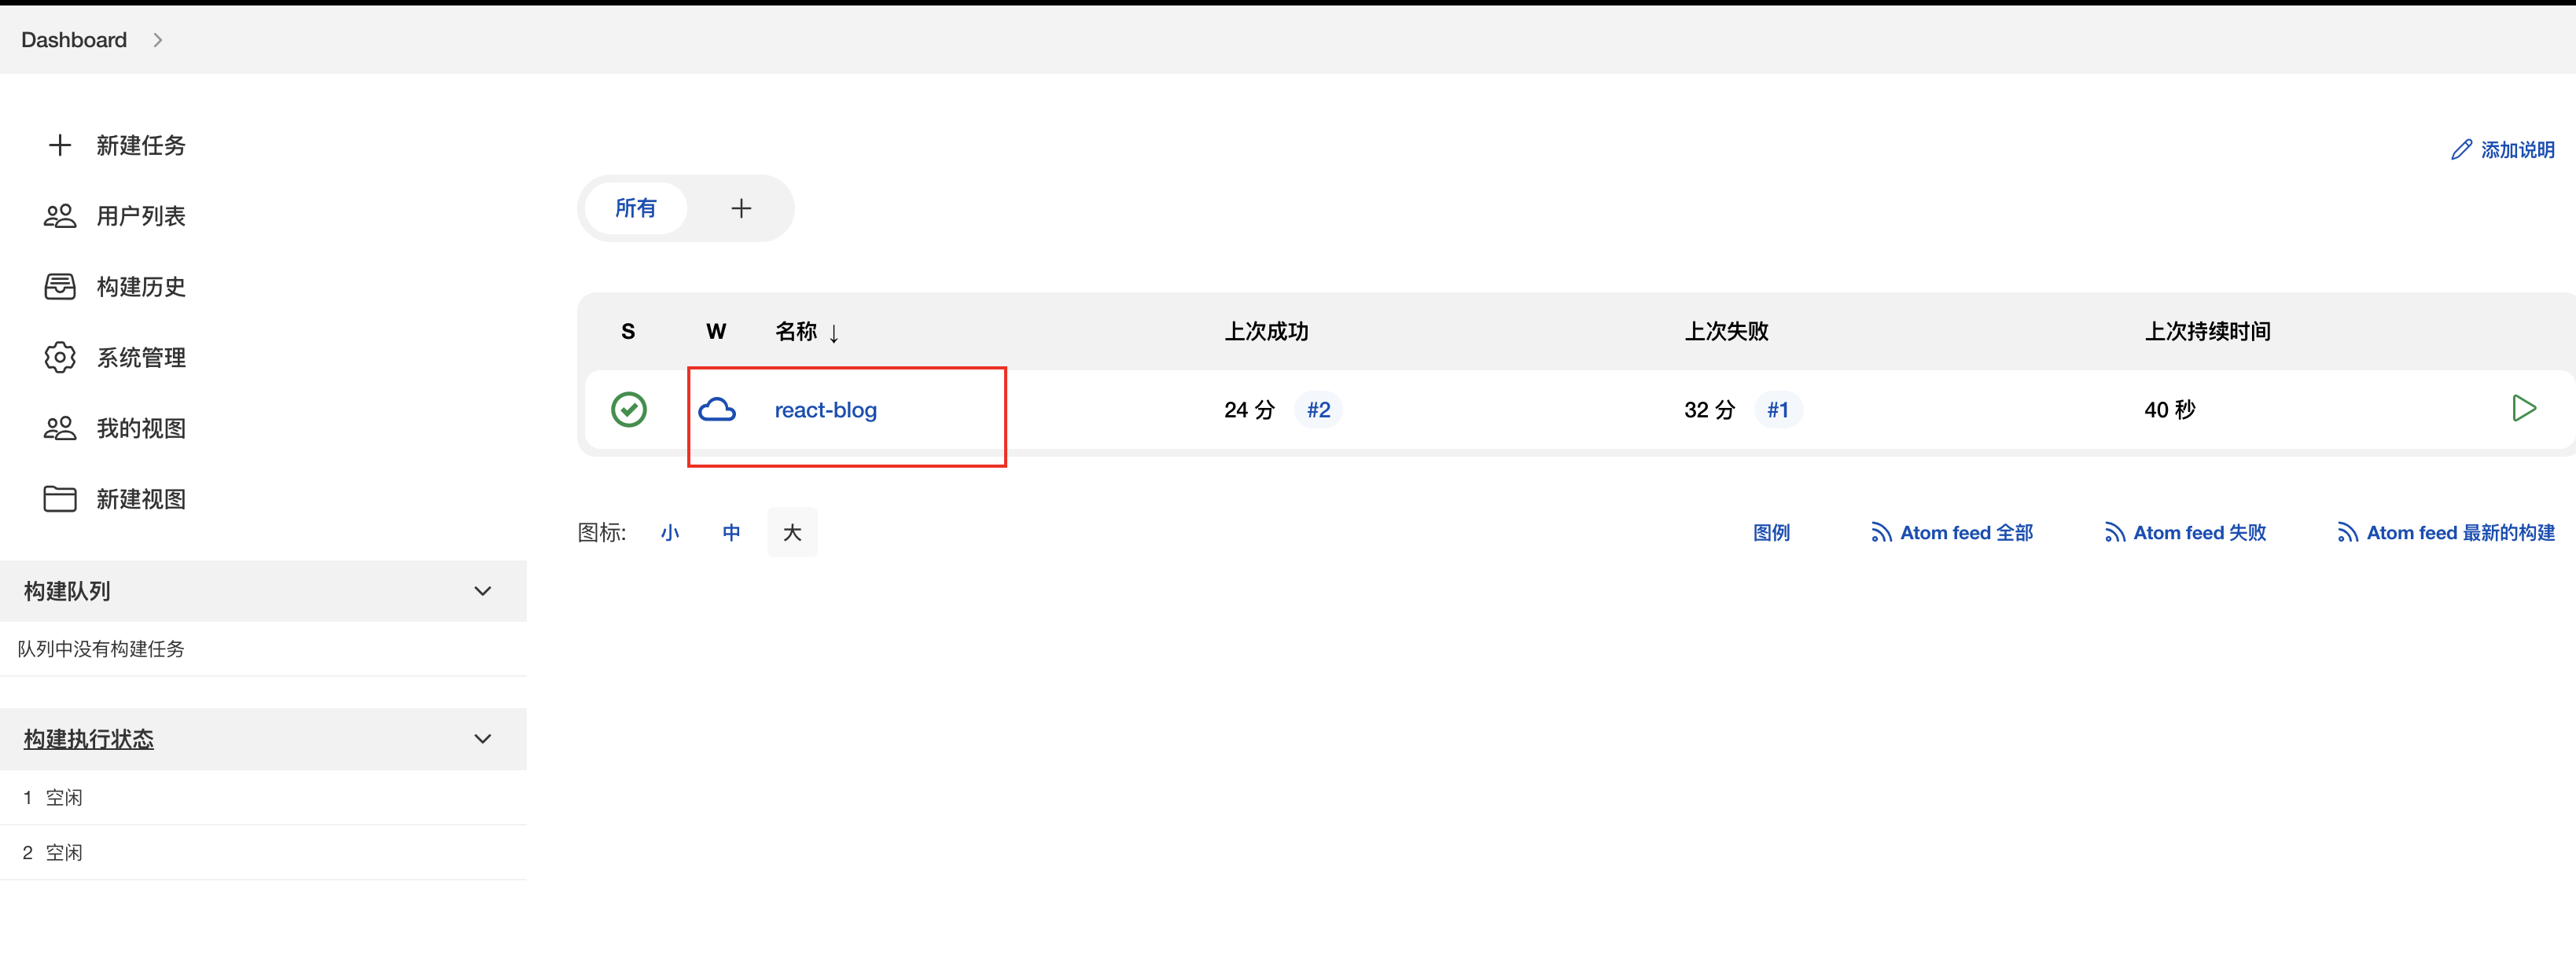 Dashboard
新建任务
用户列表
构建历史
系统管理
我的视图
新建视图
构建队列
队列中没有构建任务
构建执行状态
1 空闲
2 空闲
添加说明
所有
S W 名称 ↓ 上次成功 上次失败 上次持续时间
react-blog 24 分 #2 32 分 #1 40 秒
图标: 小 中 大 图例 Atom feed 全部 Atom feed 失败 Atom feed 最新的构建